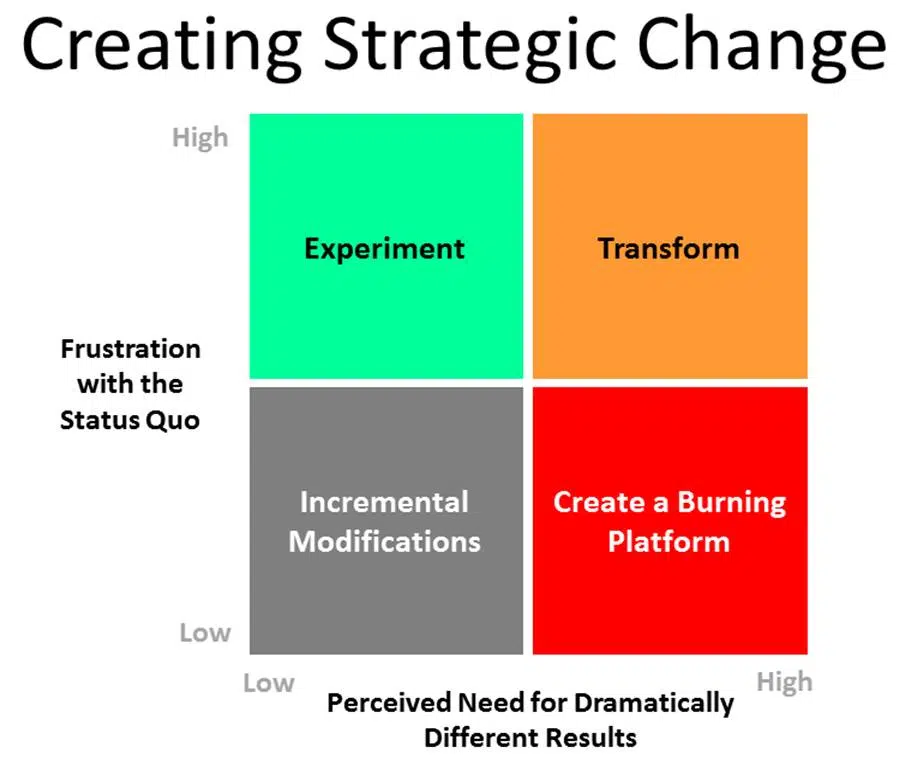 Creating Strategic Change
High
Experiment
Transform
Frustration
with the
Status Quo
Incremental
Modifications
Create a Burning
Platform
Low
Low
High
Perceived Need for Dramatically
Different Results